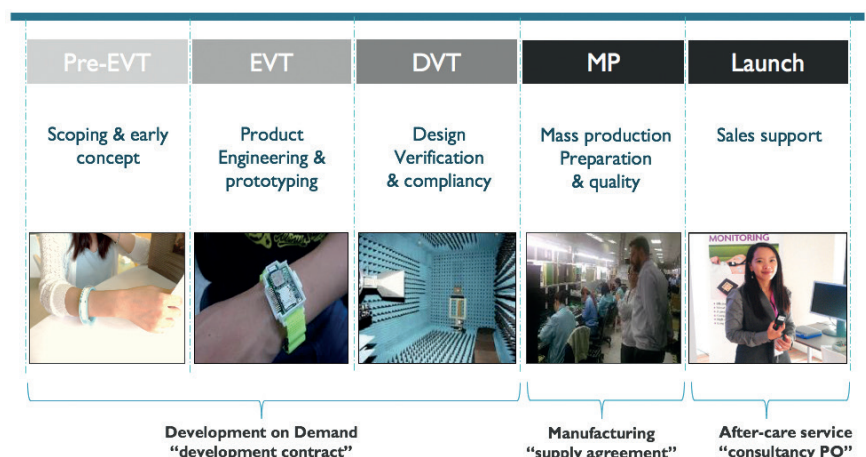 Pre-EVT
EVT
DVT
MP
Launch
Scoping & early
concept
Product
Engineering &
prototyping
Design
Verification
& compliancy
Mass production
Preparation
& quality
Sales support
MONITORING
Development on Demand
“development contract”
Manufacturing
“supply agreement”
After-care service
“consultancy PO”